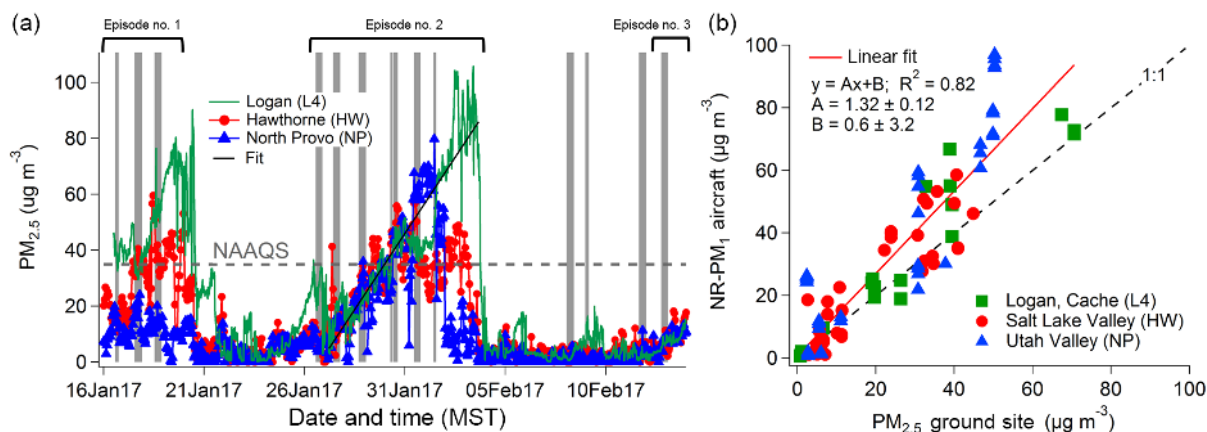 (a)
Episode no. 1
Episode no. 2
Episode no. 3
PM2.5 (ug m⁻³)
100
80
60
40
20
0
Logan (L4)
Hawthorne (HW)
North Provo (NP)
Fit
NAAQS
16Jan17
21Jan17
26Jan17
31Jan17
05Feb17
10Feb17
Date and time (MST)
(b)
NR-PM₁ aircraft (µg m⁻³)
100
80
60
40
20
0
Linear fit
y = Ax+B; R² = 0.82
A = 1.32 ± 0.12
B = 0.6 ± 3.2
1:1
Logan, Cache (L4)
Salt Lake Valley (HW)
Utah Valley (NP)
0
20
40
60
80
100
PM2.5 ground site (µg m⁻³)